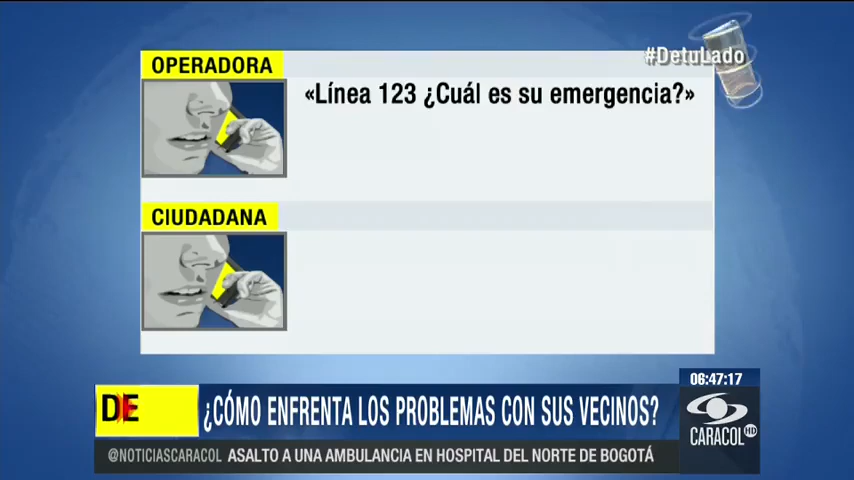 #DetuLado
OPERADORA
«Línea 123 ¿Cuál es su emergencia?»
CIUDADANA
06:47:17
¿CÓMO ENFRENTA LOS PROBLEMAS CON SUS VECINOS?
CARACOL HD
@NOTICIASCARACOL ASALTO A UNA AMBULANCIA EN HOSPITAL DEL NORTE DE BOGOTÁ